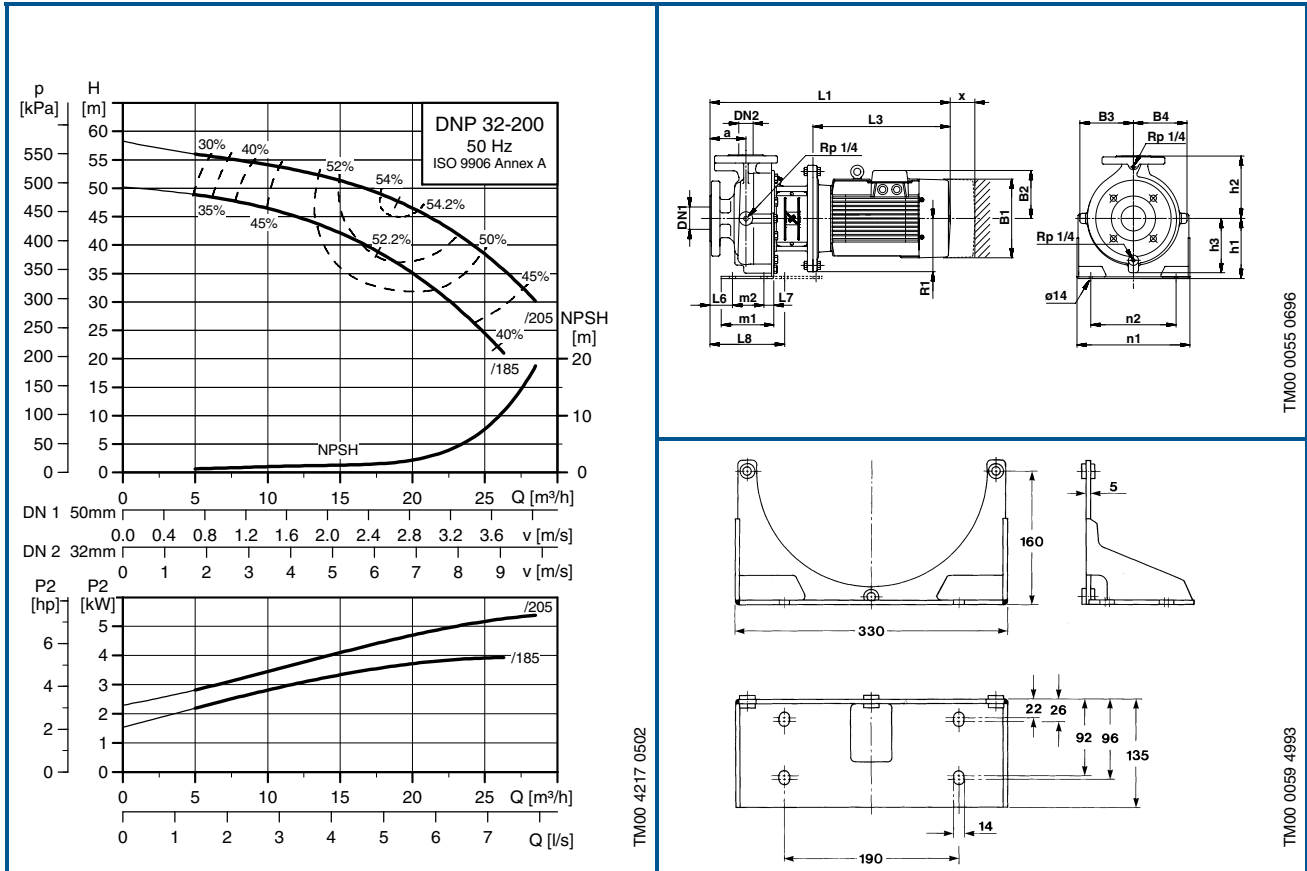 p
[kPa]
H
[m]
DNP 32-200
50 Hz
ISO 9906 Annex A
60
55
50
45
40
35
30
25
20
15
10
5
0
550
500
450
400
350
300
250
200
150
100
50
0
30%
40%
52%
54%
54.2%
35%
45%
52.2%
50%
45%
40%
/205
/185
NPSH
[m]
20
10
0
NPSH
0 5 10 15 20 25 Q [m³/h]
DN 1 50mm
0.0 0.4 0.8 1.2 1.6 2.0 2.4 2.8 3.2 3.6 v [m/s]
DN 2 32mm
0 1 2 3 4 5 6 7 8 9 v [m/s]
P2
[hp]
P2
[kW]
6
4
2
0
5
4
3
2
1
0
/205
/185
0 5 10 15 20 25 Q [m³/h]
0 1 2 3 4 5 6 7 Q [l/s]
TM00 4217 0502
L1
x
DN2
L3
a
Rp 1/4
DN1
B2
B1
R1
L6 m2 L7
m1
L8
B3 B4
Rp 1/4
h2
Rp 1/4
h3
h1
ø14
n2
n1
TM00 0055 0696
5
160
330
22 26
92 96
135
14
190
TM00 0059 4993